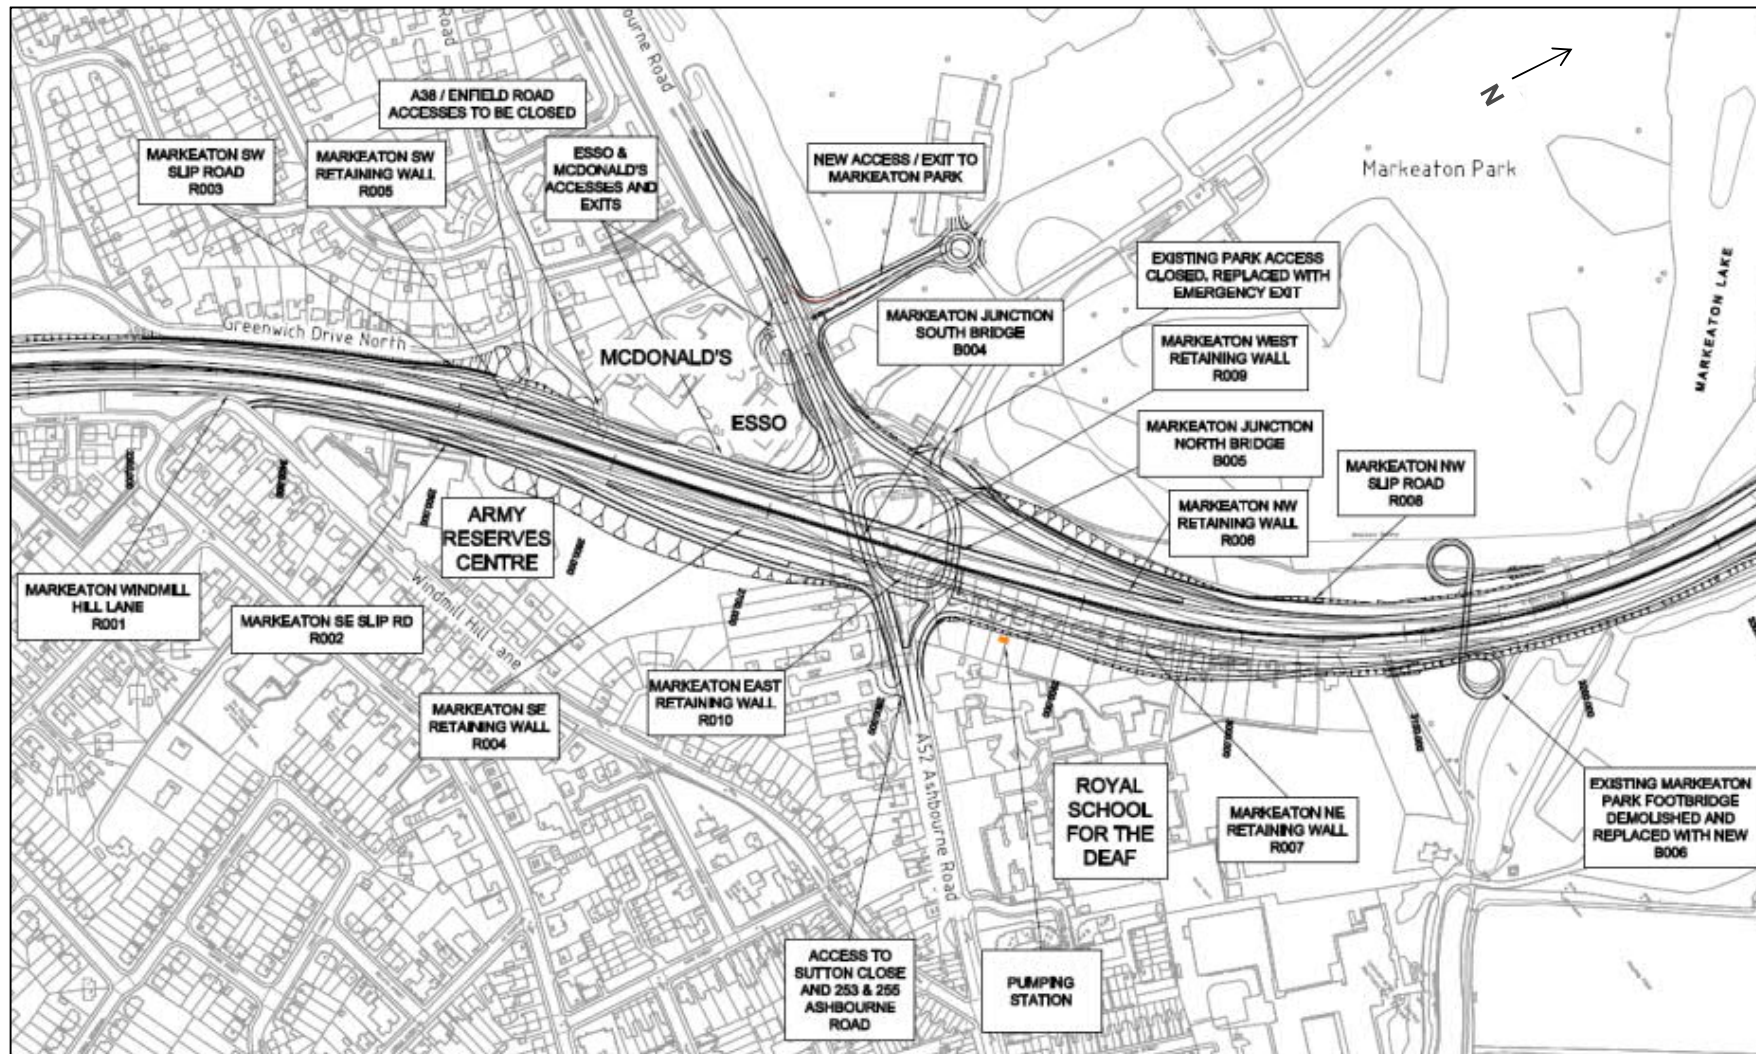 Road
ourne Road
N
A38 / ENFIELD ROAD
ACCESSES TO BE CLOSED
MARKEATON SW
SLIP ROAD
R003
MARKEATON SW
RETAINING WALL
R005
ESSO &
MCDONALD'S
ACCESSES AND
EXITS
NEW ACCESS / EXIT TO
MARKEATON PARK
Markeaton Park
EXISTING PARK ACCESS
CLOSED, REPLACED WITH
EMERGENCY EXIT
MARKEATON LAKE
Greenwich Drive North
MCDONALD'S
MARKEATON JUNCTION
SOUTH BRIDGE
B004
MARKEATON WEST
RETAINING WALL
R009
ESSO
MARKEATON JUNCTION
NORTH BRIDGE
B005
MARKEATON NW
SLIP ROAD
R008
MARKEATON NW
RETAINING WALL
R006
ARMY
RESERVES
CENTRE
MARKEATON WINDMILL
HILL LANE
R001
MARKEATON SE SLIP RD
R002
Windmill Hill Lane
MARKEATON SE
RETAINING WALL
R004
MARKEATON EAST
RETAINING WALL
R010
A52 Ashbourne Road
ROYAL
SCHOOL
FOR THE
DEAF
MARKEATON NE
RETAINING WALL
R007
EXISTING MARKEATON
PARK FOOTBRIDGE
DEMOLISHED AND
REPLACED WITH NEW
B006
ACCESS TO
SUTTON CLOSE
AND 253 & 255
ASHBOURNE
ROAD
PUMPING
STATION